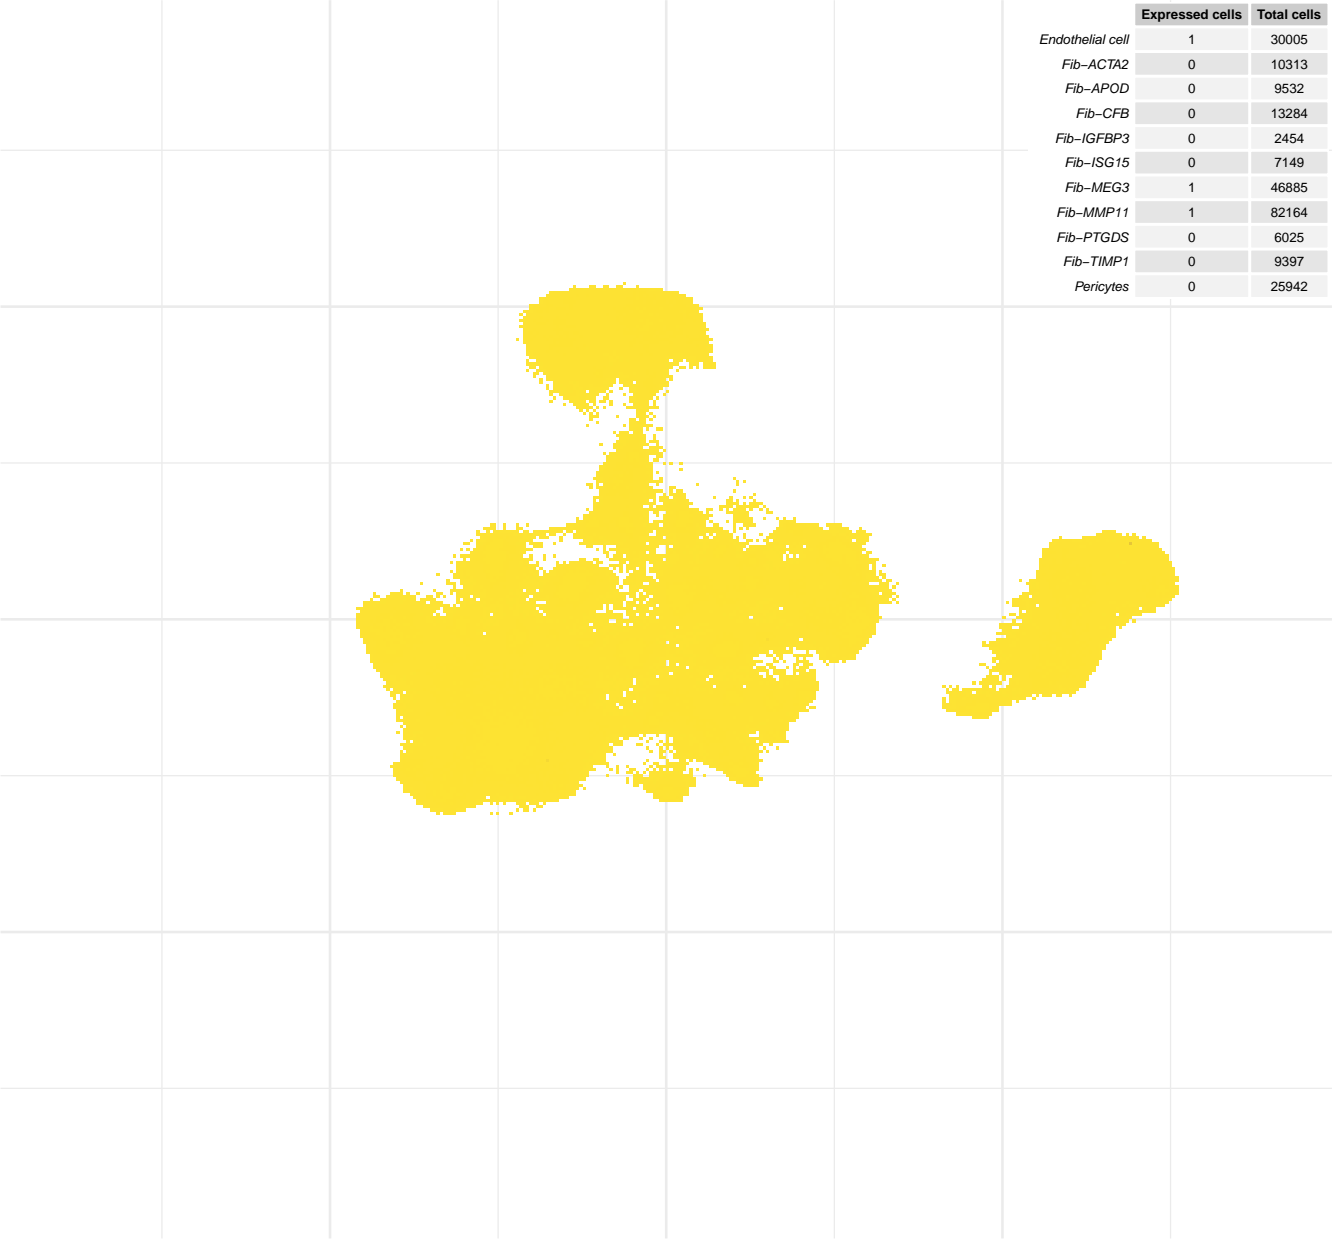 Expressed cells Total cells
Endothelial cell 1 30005
Fib−ACTA2 0 10313
Fib−APOD 0 9532
Fib−CFB 0 13284
Fib−IGFBP3 0 2454
Fib−ISG15 0 7149
Fib−MEG3 1 46885
Fib−MMP11 1 82164
Fib−PTGDS 0 6025
Fib−TIMP1 0 9397
Pericytes 0 25942